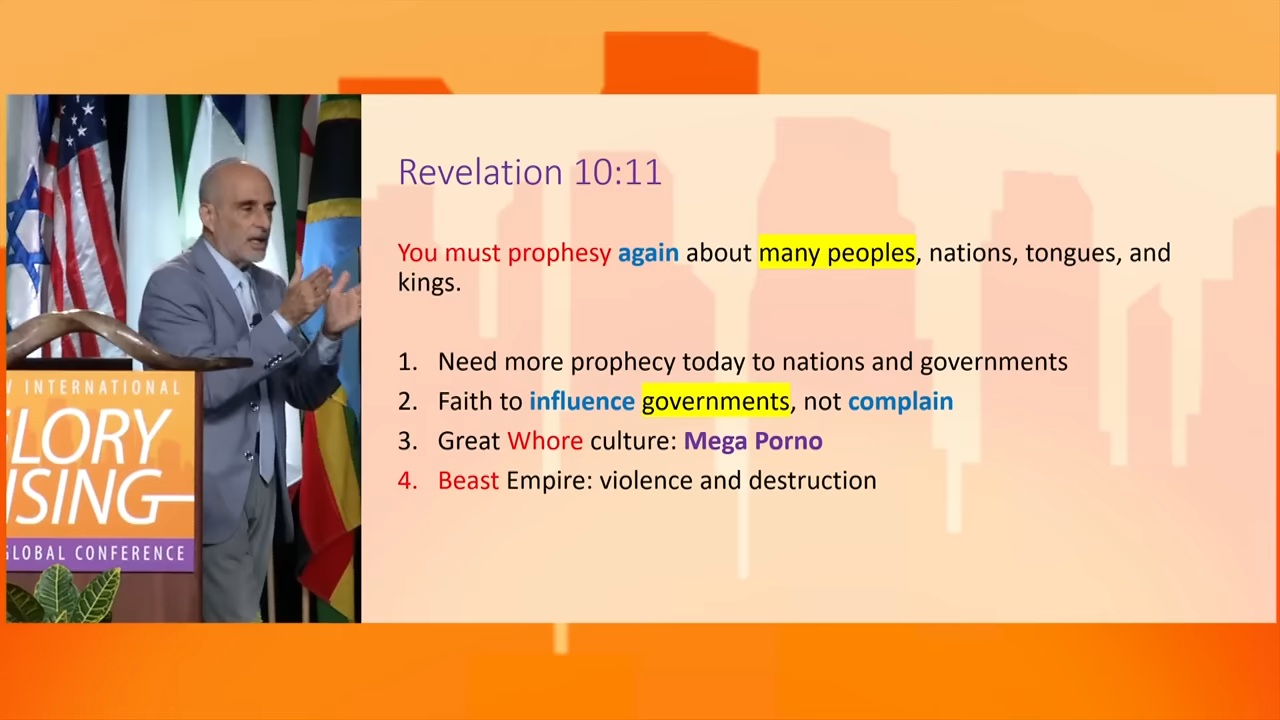 Revelation 10:11
You must prophesy again about many peoples, nations, tongues, and
kings.
1. Need more prophecy today to nations and governments
2. Faith to influence governments, not complain
3. Great Whore culture: Mega Porno
4. Beast Empire: violence and destruction
INTERNATIONAL
LORY
ISING
GLOBAL CONFERENCE